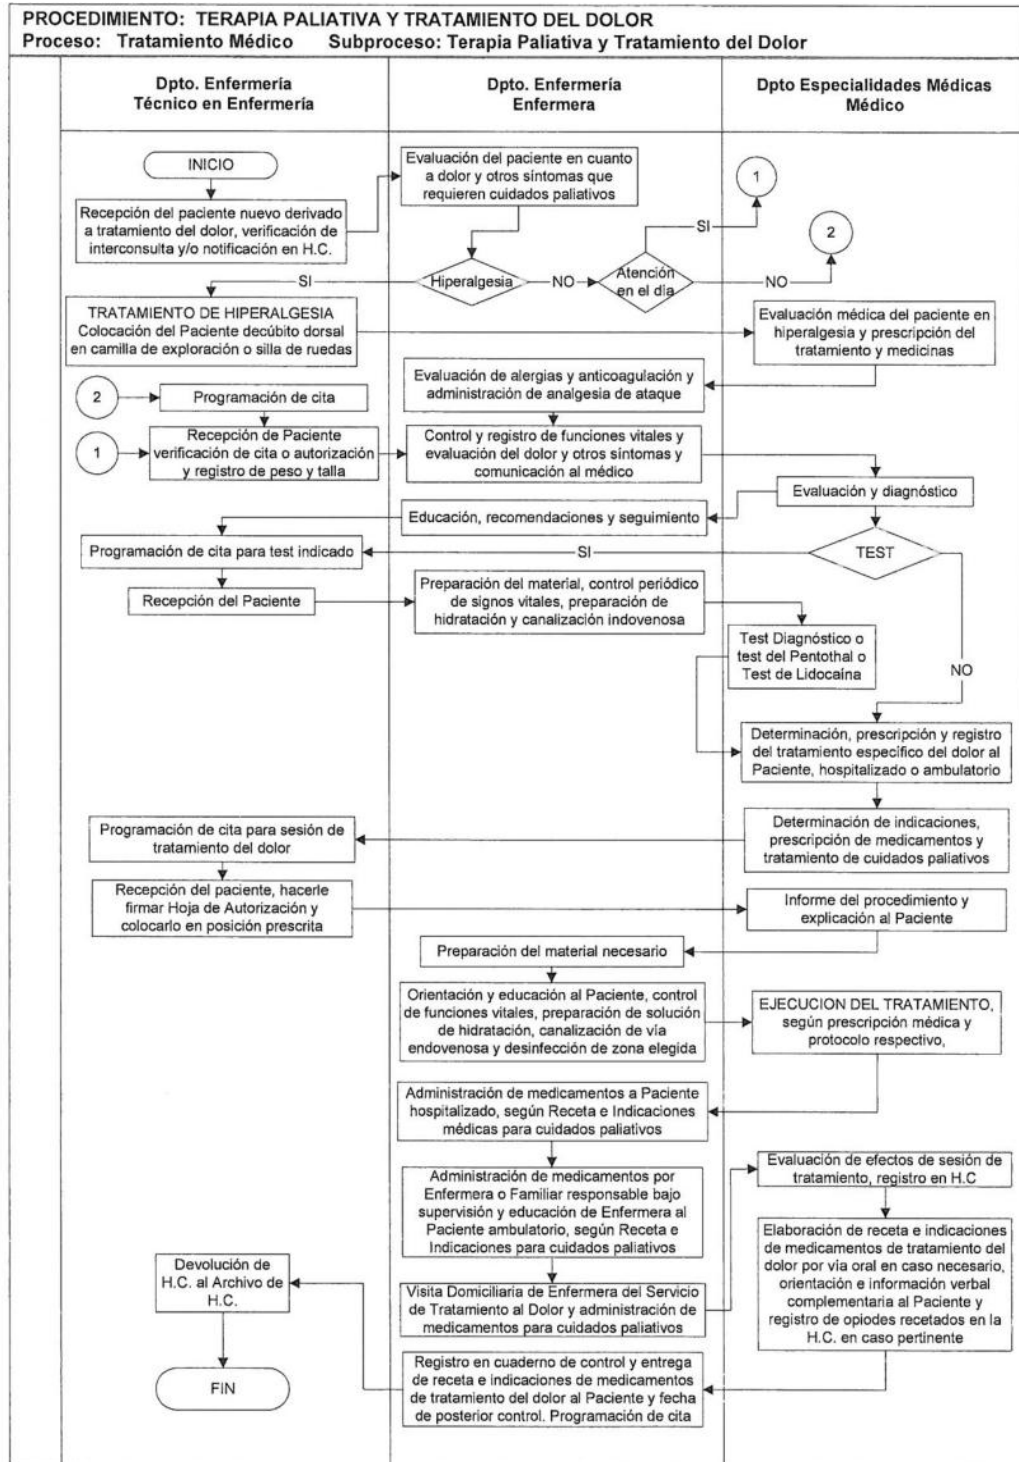 PROCEDIMIENTO: TERAPIA PALIATIVA Y TRATAMIENTO DEL DOLOR
Proceso: Tratamiento Médico Subproceso: Terapia Paliativa y Tratamiento del Dolor
Dpto. Enfermería
Técnico en Enfermería
Dpto. Enfermería
Enfermera
Dpto Especialidades Médicas
Médico
INICIO
Evaluación del paciente en cuanto
a dolor y otros síntomas que
requieren cuidados paliativos
1
Recepción del paciente nuevo derivado
a tratamiento del dolor, verificación de
interconsulta y/o notificación en H.C.
SI
2
Hiperalgesia
NO
Atención
en el día
NO
SI
TRATAMIENTO DE HIPERALGESIA
Colocación del Paciente decúbito dorsal
en camilla de exploración o silla de ruedas
Evaluación médica del paciente en
hiperalgesia y prescripción del
tratamiento y medicinas
Evaluación de alergias y anticoagulación y
administración de analgesia de ataque
2
Programación de cita
1
Recepción de Paciente
verificación de cita o autorización
y registro de peso y talla
Control y registro de funciones vitales y
evaluación del dolor y otros síntomas y
comunicación al médico
Evaluación y diagnóstico
Educación, recomendaciones y seguimiento
Programación de cita para test indicado
SI
TEST
Recepción del Paciente
Preparación del material, control periódico
de signos vitales, preparación de
hidratación y canalización indovenosa
Test Diagnóstico o
test del Pentothal o
Test de Lidocaína
NO
Determinación, prescripción y registro
del tratamiento específico del dolor al
Paciente, hospitalizado o ambulatorio
Programación de cita para sesión de
tratamiento del dolor
Determinación de indicaciones,
prescripción de medicamentos y
tratamiento de cuidados paliativos
Recepción del paciente, hacerle
firmar Hoja de Autorización y
colocarlo en posición prescrita
Informe del procedimiento y
explicación al Paciente
Preparación del material necesario
Orientación y educación al Paciente, control
de funciones vitales, preparación de
solución de hidratación, canalización de vía
endovenosa y desinfección de zona elegida
EJECUCION DEL TRATAMIENTO,
según prescripción médica y
protocolo respectivo,
Administración de medicamentos a Paciente
hospitalizado, según Receta e Indicaciones
médicas para cuidados paliativos
Administración de medicamentos por
Enfermera o Familiar responsable bajo
supervisión y educación de Enfermera al
Paciente ambulatorio, según Receta e
Indicaciones para cuidados paliativos
Evaluación de efectos de sesión de
tratamiento, registro en H.C
Elaboración de receta e indicaciones
de medicamentos de tratamiento del
dolor por vía oral en caso necesario,
orientación e información verbal
complementaria al Paciente y
registro de opiodes recetados en la
H.C. en caso pertinente
Devolución de
H.C. al Archivo de
H.C.
Visita Domiciliaria de Enfermera del Servicio
de Tratamiento al Dolor y administración de
medicamentos para cuidados paliativos
FIN
Registro en cuaderno de control y entrega
de receta e indicaciones de medicamentos
de tratamiento del dolor al Paciente y fecha
de posterior control. Programación de cita